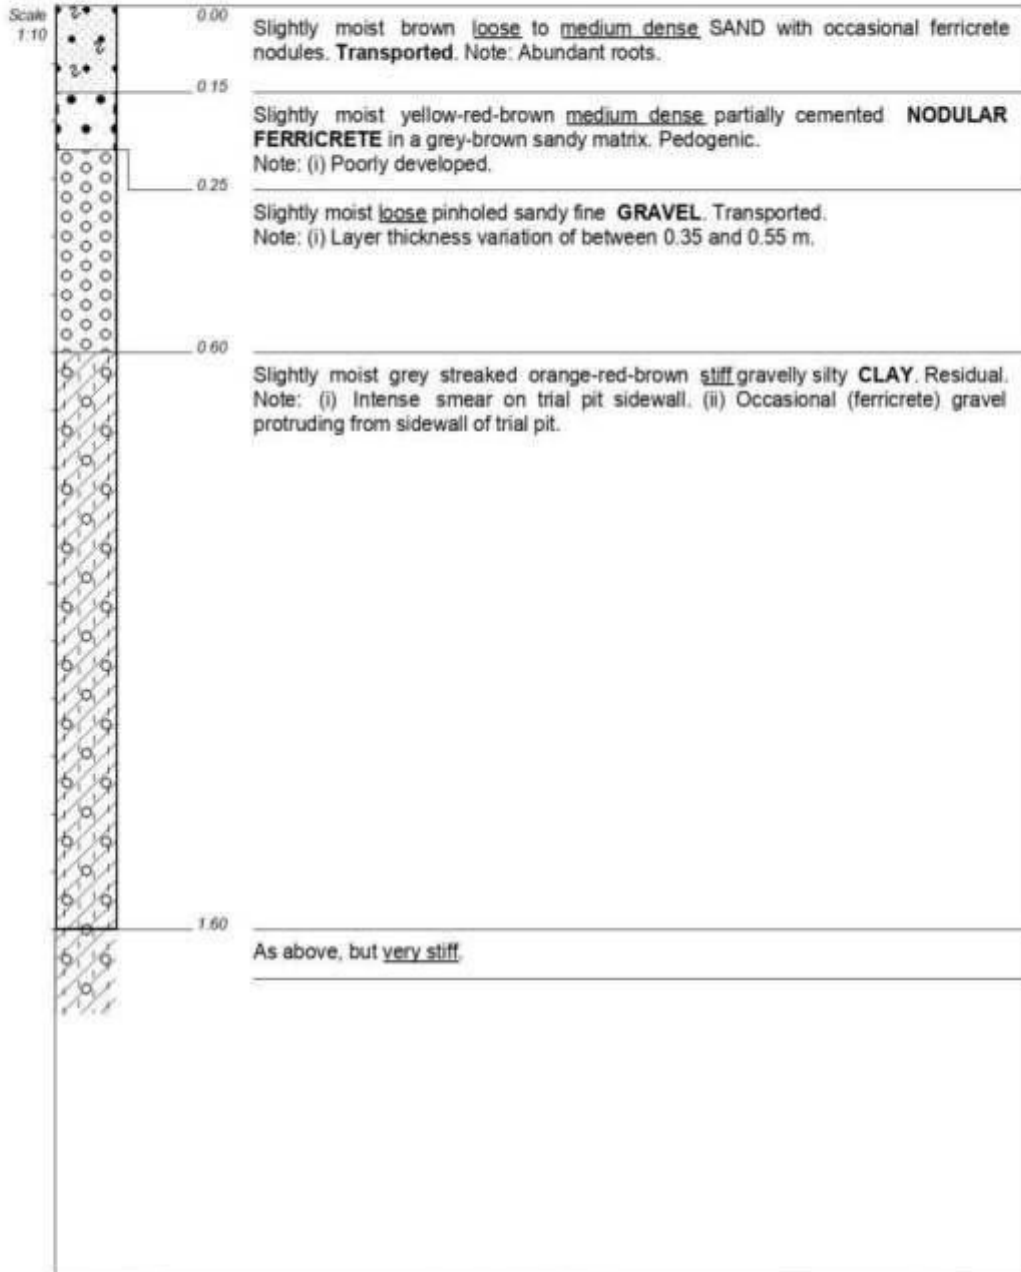 Scale
1:10
0.00
Slightly moist brown loose to medium dense SAND with occasional ferricrete
nodules. Transported. Note: Abundant roots.
0.15
Slightly moist yellow-red-brown medium dense partially cemented NODULAR
FERRICRETE in a grey-brown sandy matrix. Pedogenic.
Note: (i) Poorly developed.
0.25
Slightly moist loose pinholed sandy fine GRAVEL. Transported.
Note: (i) Layer thickness variation of between 0.35 and 0.55 m.
0.60
Slightly moist grey streaked orange-red-brown stiff gravelly silty CLAY. Residual.
Note: (i) Intense smear on trial pit sidewall. (ii) Occasional (ferricrete) gravel
protruding from sidewall of trial pit.
1.60
As above, but very stiff.